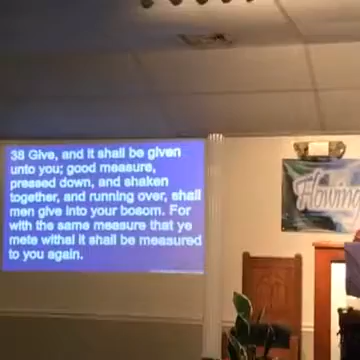 38 Give, and it shall be given
unto you; good measure,
pressed down, and shaken
together, and running over, shall
men give into your bosom. For
with the same measure that ye
mete withal it shall be measured
to you again.
Flowing